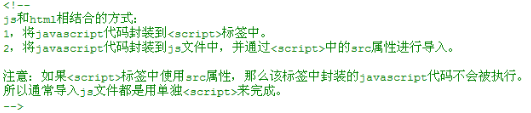 <!--
js和html相结合的方式：
1，将javascript代码封装到<script>标签中。
2，将javascript代码封装到js文件中，并通过<script>中的src属性进行导入。
注意：如果<script>标签中使用src属性，那么该标签中封装的javascript代码不会被执行。
所以通常导入js文件都是用单独<script>来完成。
-->